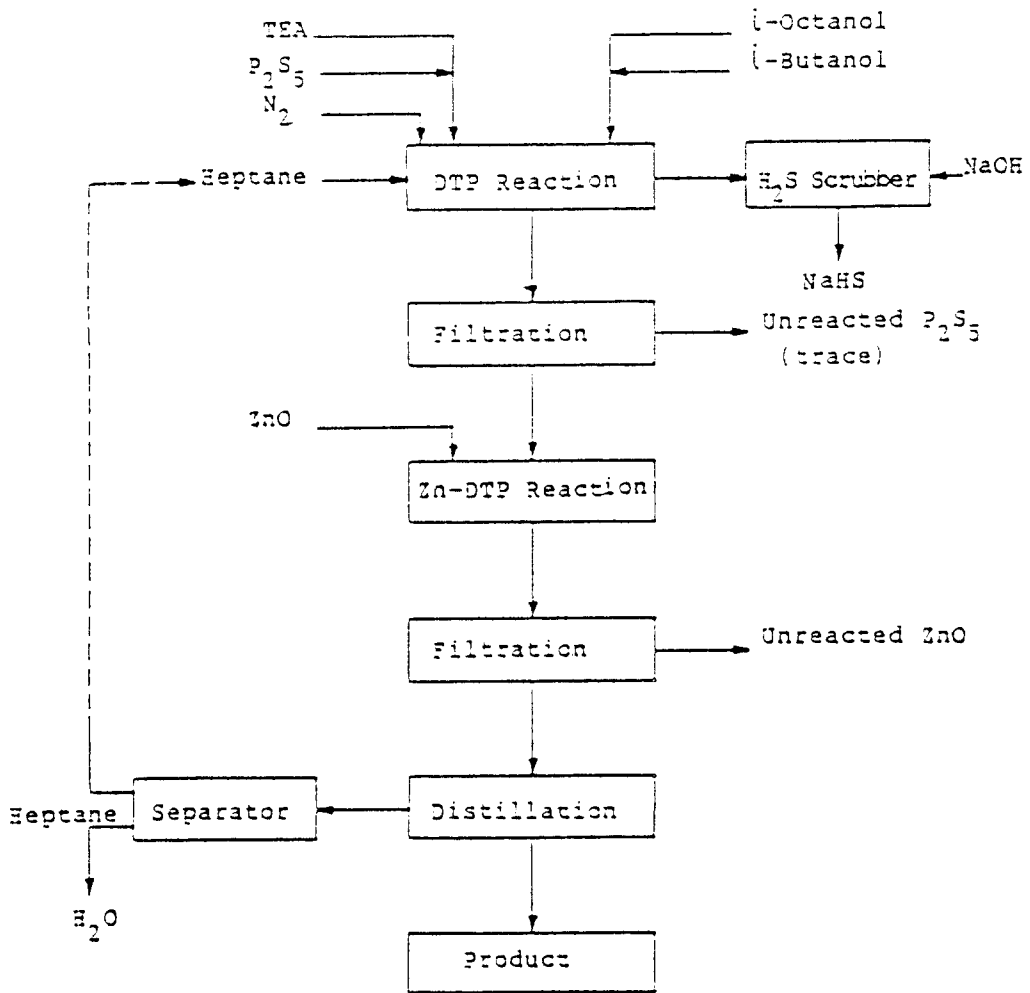 TEA
i-Octanol
P2S5
i-Butanol
N2
Heptane
DTP Reaction
H2S Scrubber
NaOH
NaHS
Filtration
Unreacted P2S5
(trace)
ZnO
Zn-DTP Reaction
Filtration
Unreacted ZnO
Heptane
Separator
Distillation
H2O
Product